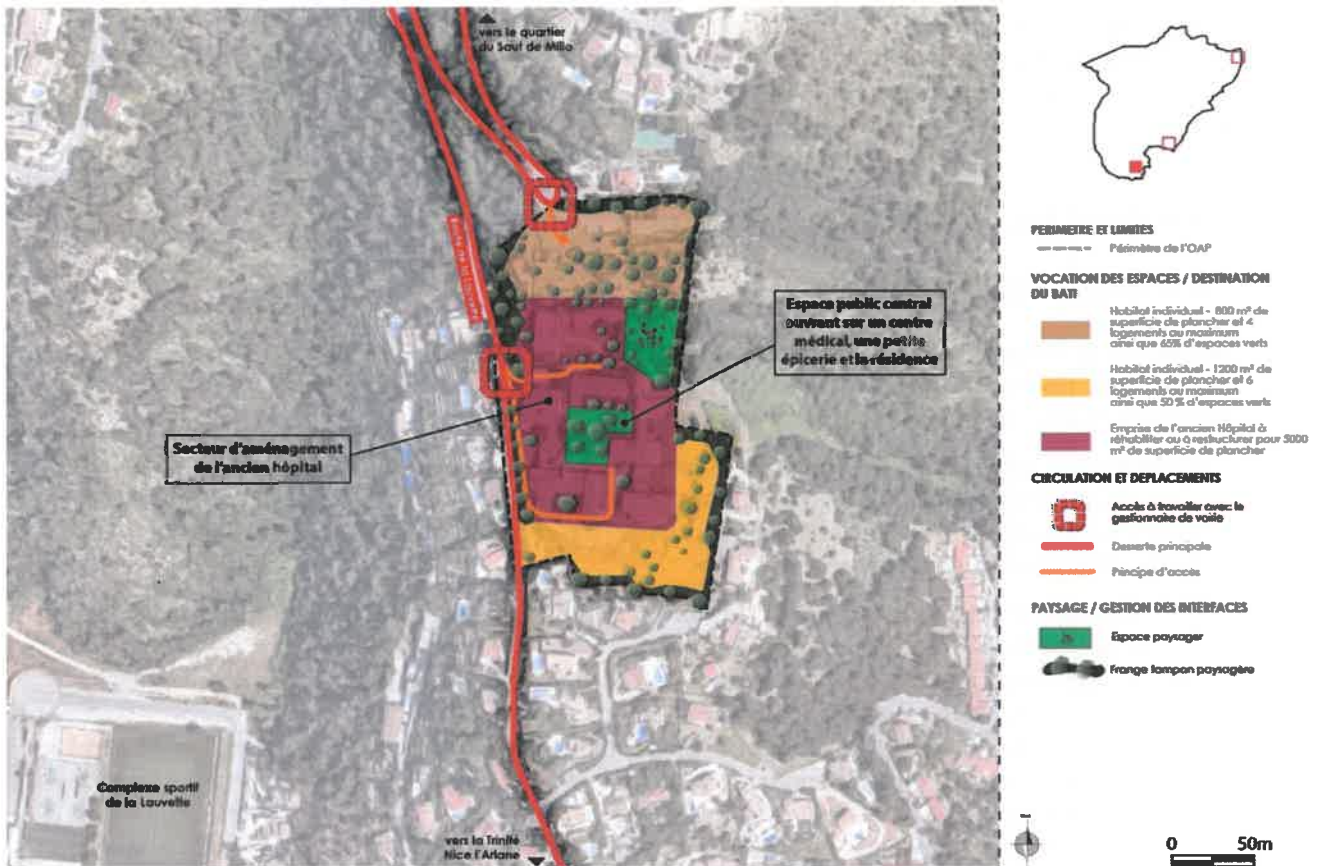 vers le quartier
du Saut de Millo
Espace public central
ouvrant sur un centre
médical, une petite
épicerie et la résidence
Secteur d'aménagement
de l'ancien hôpital
Complexe sportif
de la Lauvette
vers la Trinité
Nice l'Ariane
PERIMETRE ET LIMITES
Périmètre de l'OAP
VOCATION DES ESPACES / DESTINATION
DU BATI
Habitat individuel - 800 m² de
superficie de plancher et 4
logements au maximum
ainsi que 65% d'espaces verts
Habitat individuel - 1200 m² de
superficie de plancher et 6
logements au maximum
ainsi que 50 % d'espaces verts
Emprise de l'ancien Hôpital à
réhabiliter ou à restructurer pour 5000
m² de superficie de plancher
CIRCULATION ET DEPLACEMENTS
Accès à travailler avec le
gestionnaire de voirie
Desserte principale
Principe d'accès
PAYSAGE / GESTION DES INTERFACES
Espace paysager
Frange tampon paysagère
0 50m